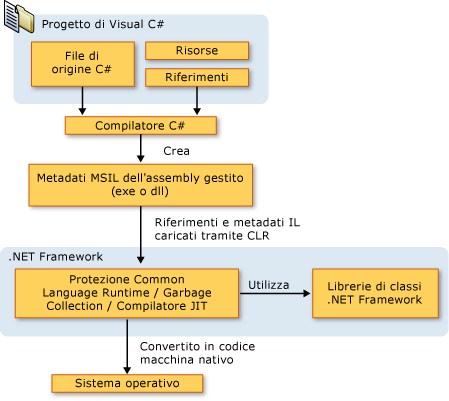 Progetto di Visual C#
File di
origine C#
Risorse
Riferimenti
Compilatore C#
Crea
Metadati MSIL dell'assembly gestito
(exe o dll)
Riferimenti e metadati IL
caricati tramite CLR
.NET Framework
Protezione Common
Language Runtime / Garbage
Collection / Compilatore JIT
Utilizza
Librerie di classi
.NET Framework
Convertito in codice
macchina nativo
Sistema operativo